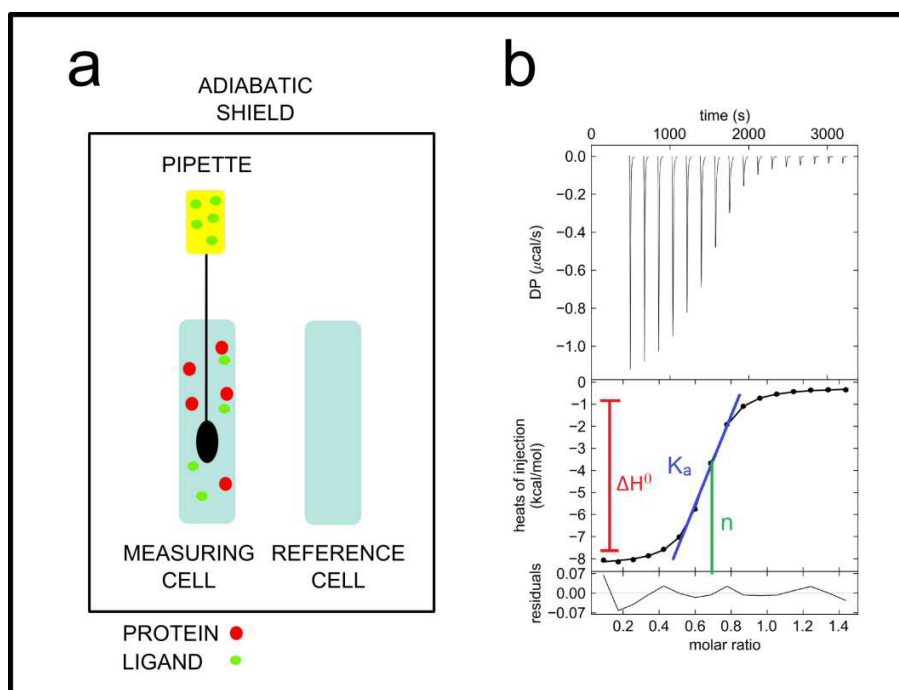 a
ADIABATIC
SHIELD
PIPETTE
MEASURING
CELL
REFERENCE
CELL
PROTEIN
LIGAND
b
time (s)
0 1000 2000 3000
0.0
−0.2
−0.4
−0.6
−0.8
−1.0
DP (μcal/s)
0
−1
−2
−3
−4
−5
−6
−7
−8
heats of injection
(kcal/mol)
ΔH⁰
Kₐ
n
0.07
0.00
−0.07
residuals
0.2 0.4 0.6 0.8 1.0 1.2 1.4
molar ratio